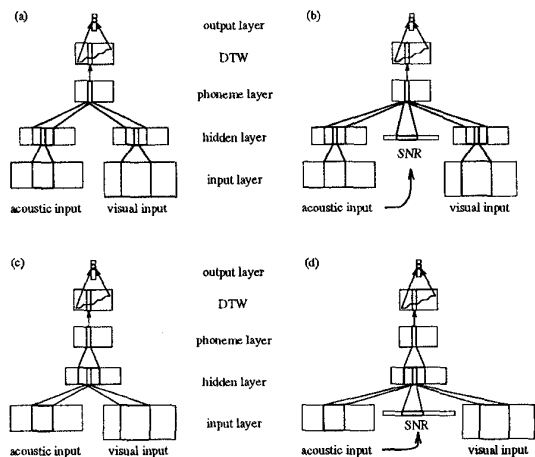 (a)
output layer
DTW
phoneme layer
hidden layer
input layer
acoustic input
visual input
(b)
SNR
acoustic input
visual input
(c)
output layer
DTW
phoneme layer
hidden layer
input layer
acoustic input
visual input
(d)
SNR
acoustic input
visual input